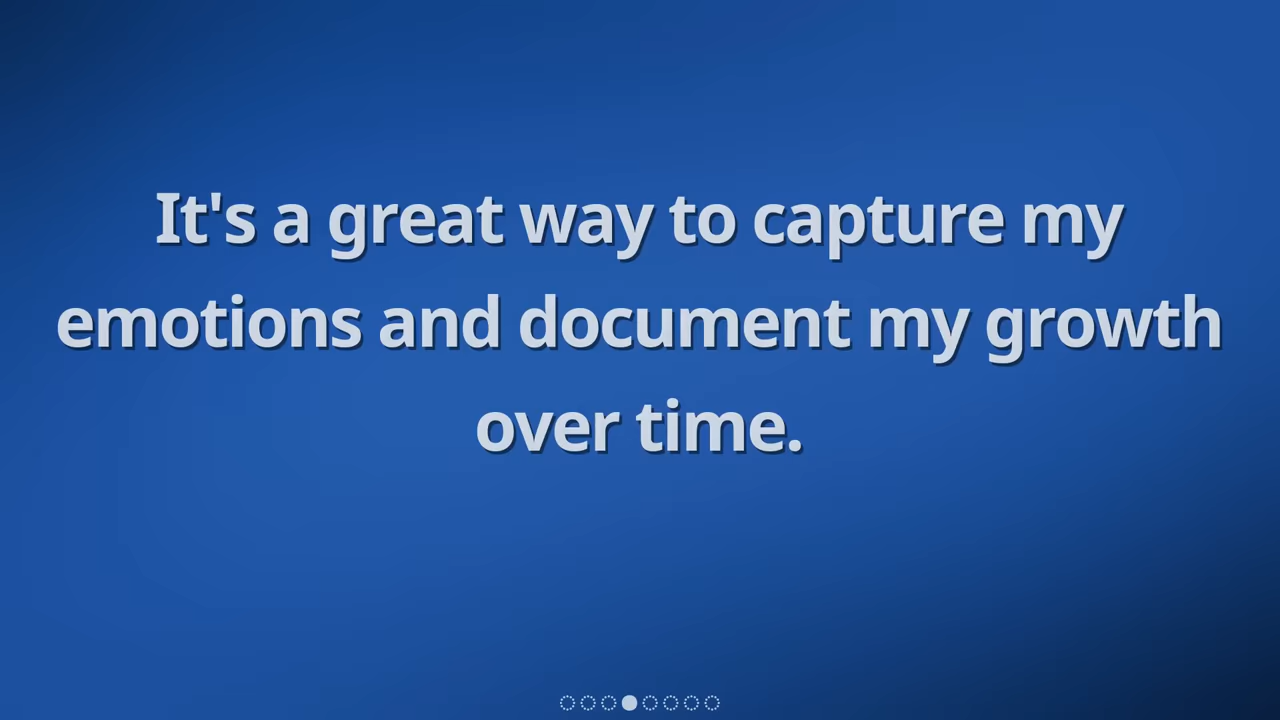 It's a great way to capture my
emotions and document my growth
over time.